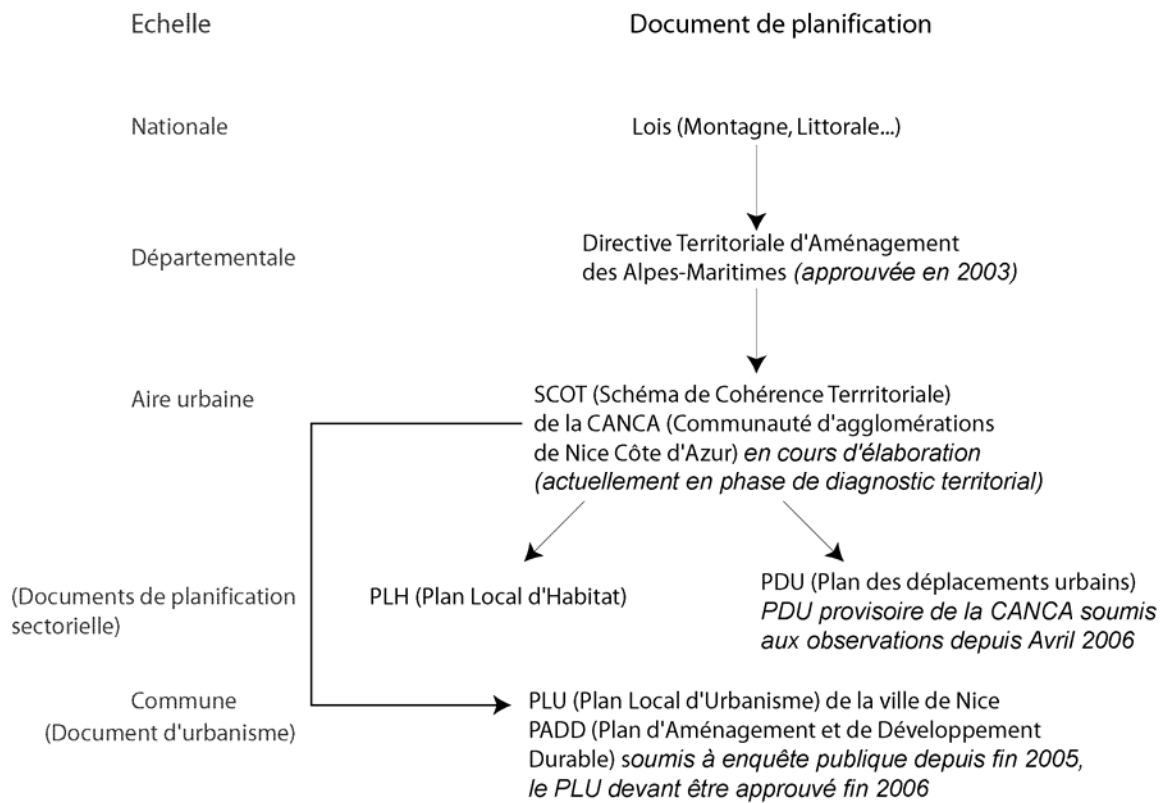 Echelle
Document de planification
Nationale
Lois (Montagne, Littorale...)
Départementale
Directive Territoriale d'Aménagement
des Alpes-Maritimes (approuvée en 2003)
Aire urbaine
SCOT (Schéma de Cohérence Terrritoriale)
de la CANCA (Communauté d'agglomérations
de Nice Côte d'Azur) en cours d'élaboration
(actuellement en phase de diagnostic territorial)
(Documents de planification
sectorielle)
PLH (Plan Local d'Habitat)
PDU (Plan des déplacements urbains)
PDU provisoire de la CANCA soumis
aux observations depuis Avril 2006
Commune
(Document d'urbanisme)
PLU (Plan Local d'Urbanisme) de la ville de Nice
PADD (Plan d'Aménagement et de Développement
Durable) soumis à enquête publique depuis fin 2005,
le PLU devant être approuvé fin 2006